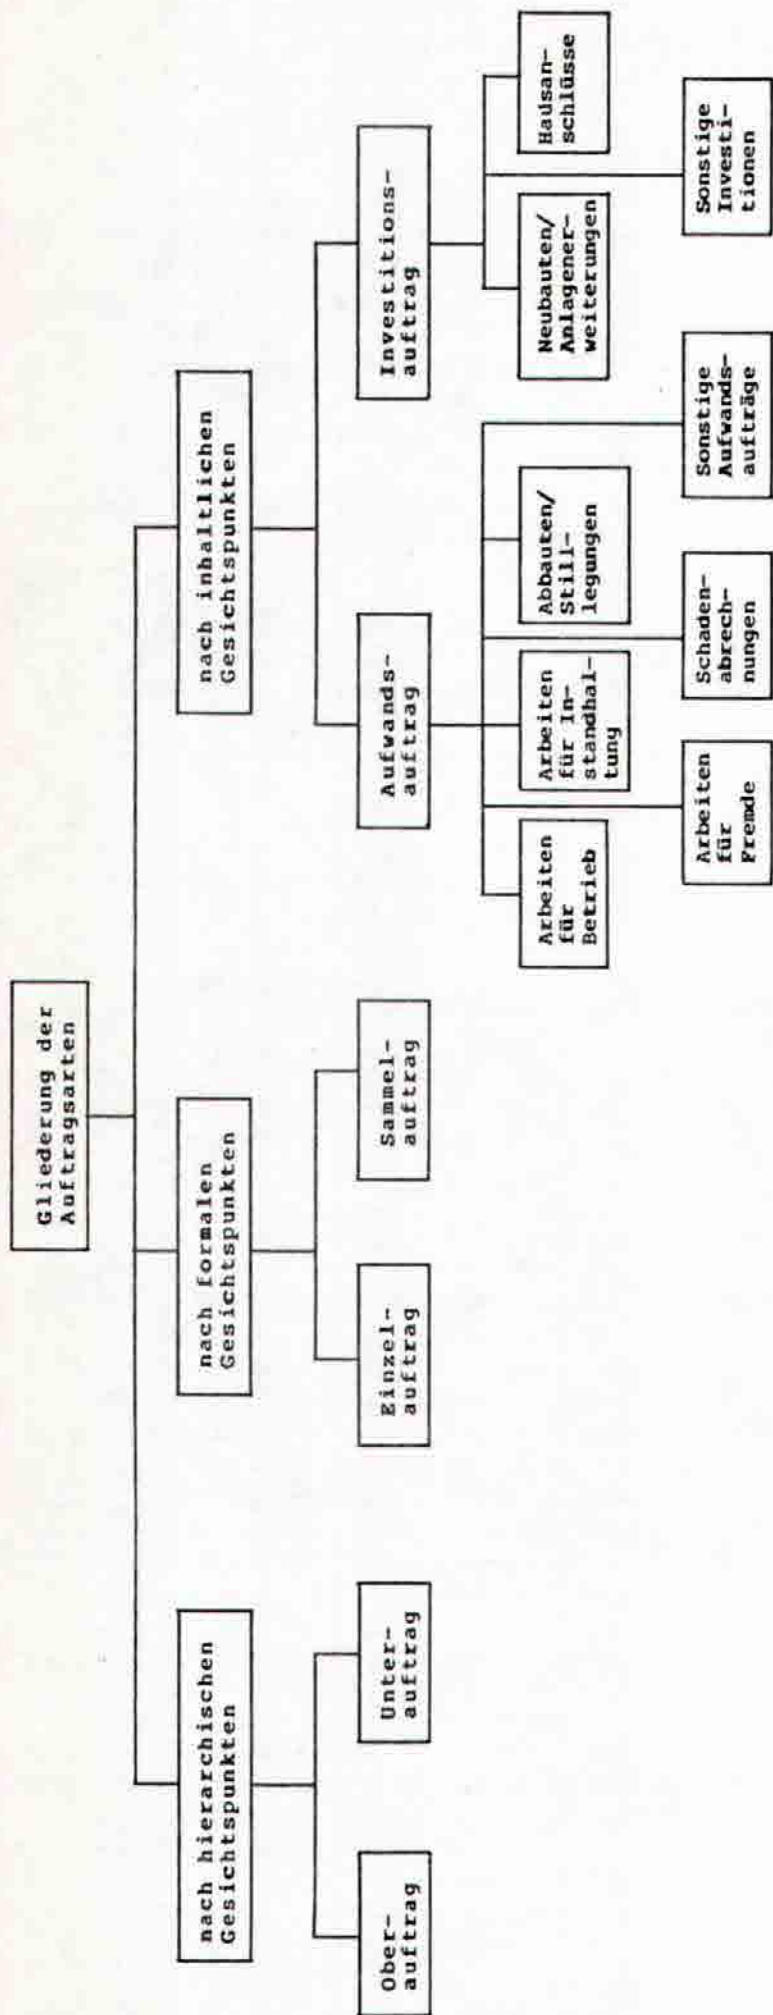 Gliederung der
Auftragsarten
nach hierarchischen
Gesichtspunkten
nach formalen
Gesichtspunkten
nach inhaltlichen
Gesichtspunkten
Ober-
auftrag
Unter-
auftrag
Einzel-
auftrag
Sammel-
auftrag
Aufwands-
auftrag
Investitions-
auftrag
Arbeiten
für
Betrieb
Arbeiten
für In-
standhal-
tung
Abbauten/
Still-
legungen
Neubauten/
Anlagener-
weiterungen
Hausan-
schlüsse
Arbeiten
für
Fremde
Schaden-
abrech-
nungen
Sonstige
Aufwands-
aufträge
Sonstige
Investi-
tionen